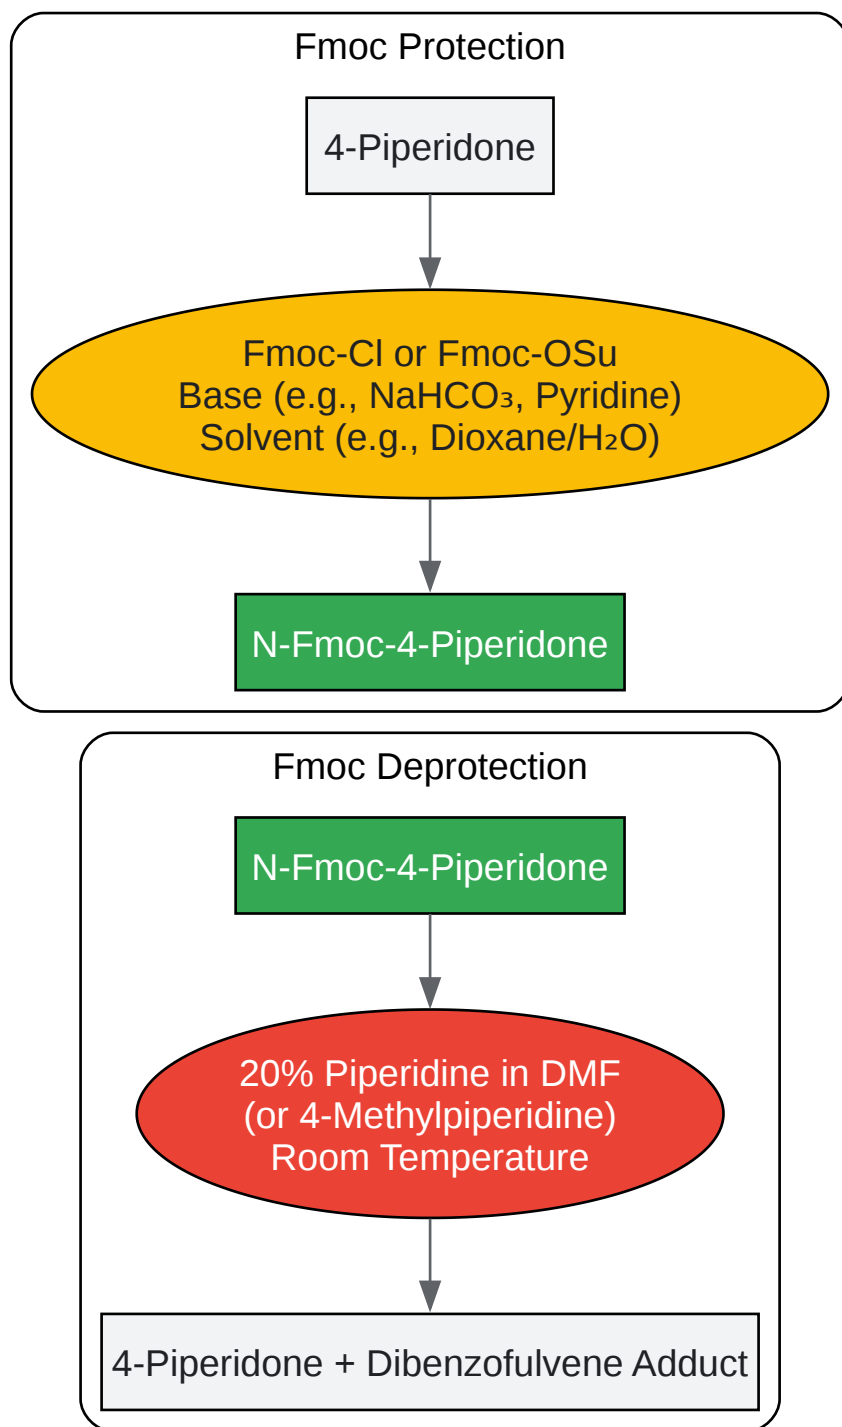 Fmoc Protection
4-Piperidone
Fmoc-Cl or Fmoc-OSu
Base (e.g., NaHCO₃, Pyridine)
Solvent (e.g., Dioxane/H₂O)
N-Fmoc-4-Piperidone
Fmoc Deprotection
N-Fmoc-4-Piperidone
20% Piperidine in DMF
(or 4-Methylpiperidine)
Room Temperature
4-Piperidone + Dibenzofulvene Adduct